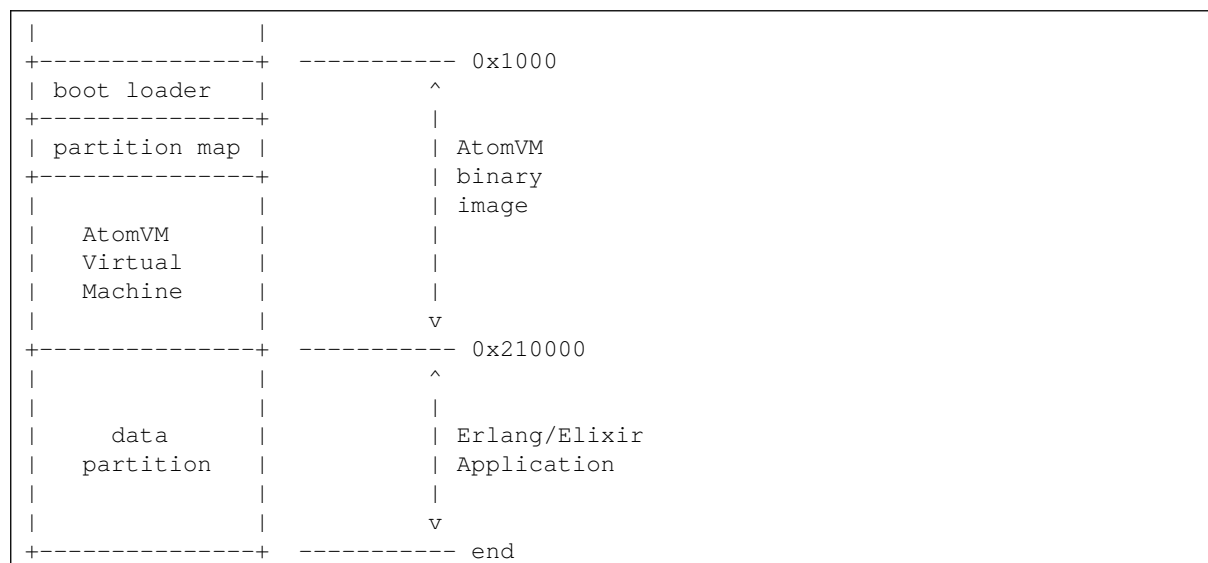 |               |
+---------------+  ----------- 0x1000
| boot loader   |          ^
+---------------+          |
| partition map |          | AtomVM
+---------------+          | binary
|               |          | image
|   AtomVM      |          |
|   Virtual     |          |
|   Machine     |          |
|               |          v
+---------------+  ----------- 0x210000
|               |          ^
|               |          |
|     data      |          | Erlang/Elixir
|   partition   |          | Application
|               |          |
|               |          v
+---------------+  ----------- end